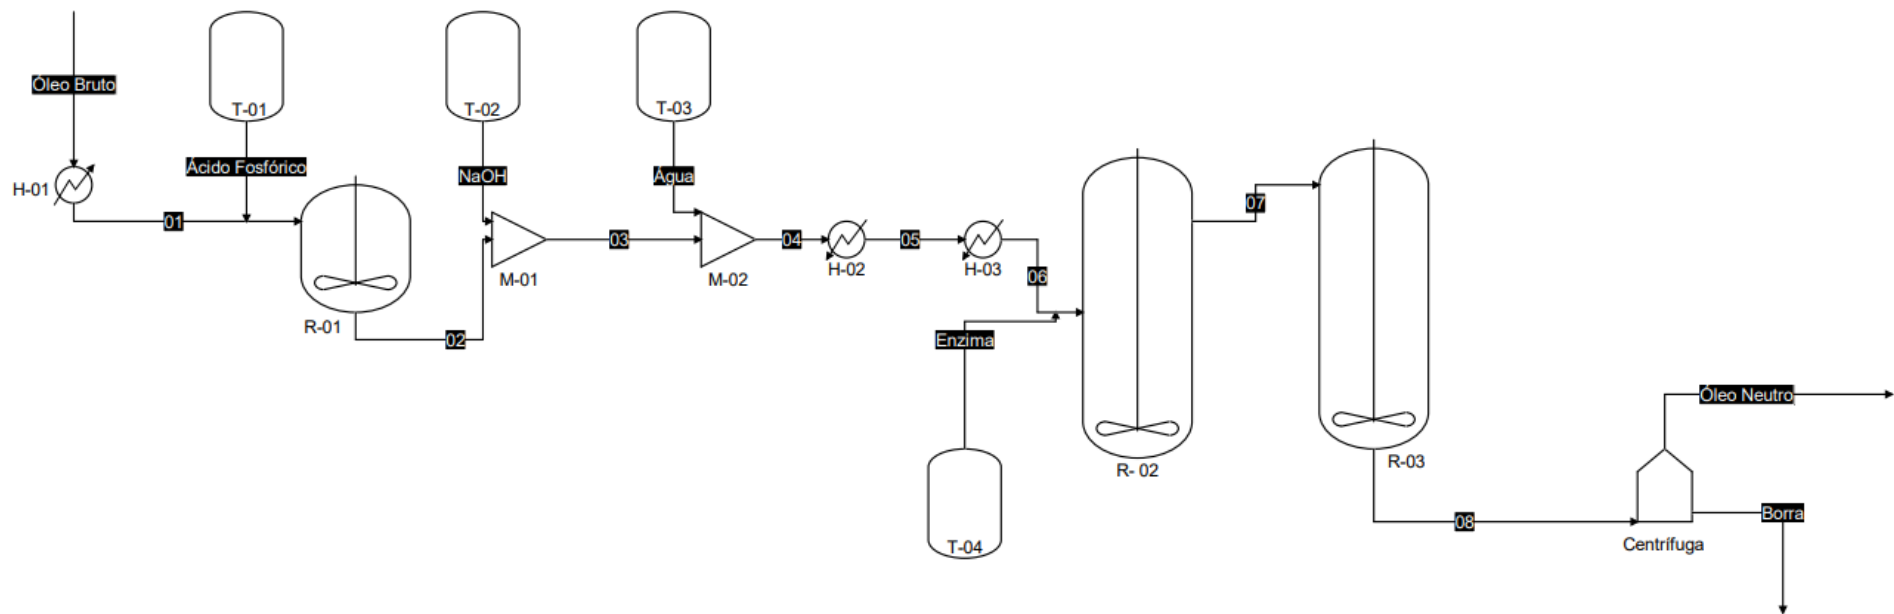 Óleo Bruto
T-01
T-02
T-03
Ácido Fosfórico
NaOH
Água
H-01
01
03
04
05
H-02
H-03
M-01
M-02
06
07
R-01
02
Enzima
R- 02
R-03
T-04
Óleo Neutro
08
Borra
Centrífuga